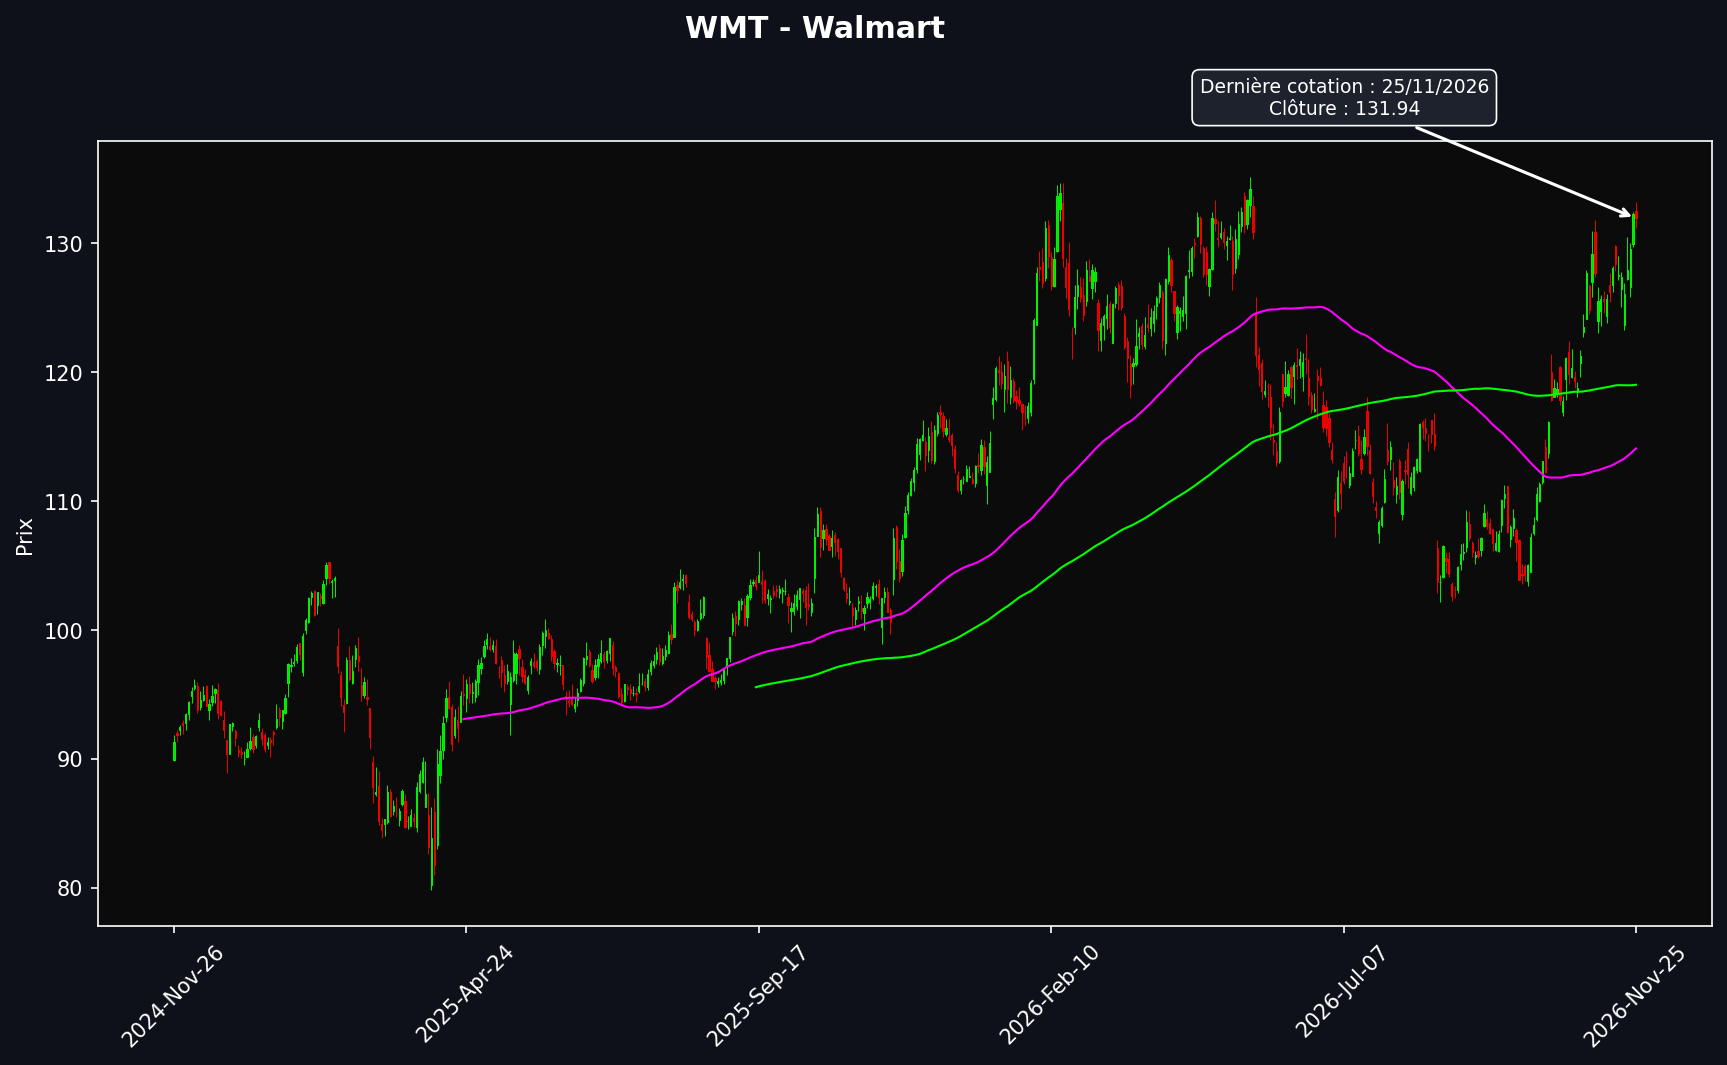 WMT - Walmart
Dernière cotation : 25/11/2026
Clôture : 131.94
Prix
130
120
110
100
90
80
2024-Nov-26
2025-Apr-24
2025-Sep-17
2026-Feb-10
2026-Jul-07
2026-Nov-25